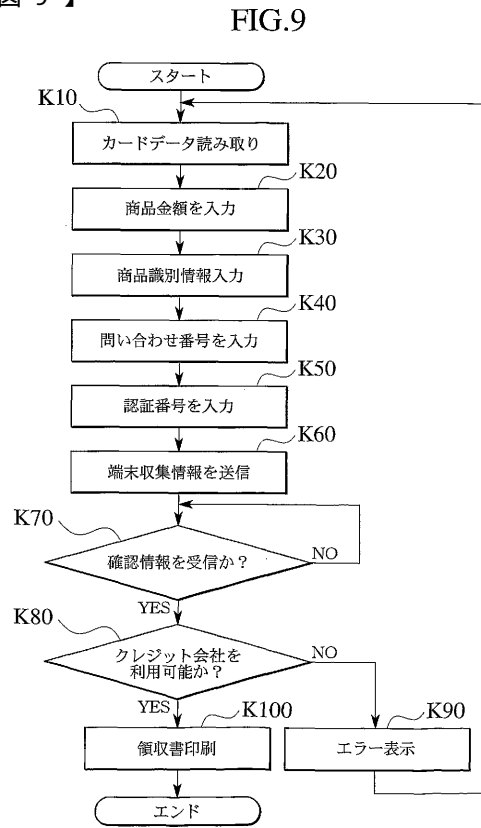 図 9 】
FIG.9
スタート
K10
カードデータ読み取り
K20
商品金額を入力
K30
商品識別情報入力
K40
問い合わせ番号を入力
K50
認証番号を入力
K60
端末収集情報を送信
K70
確認情報を受信か？
NO
YES
K80
クレジット会社を
利用可能か？
NO
YES
K100
領収書印刷
K90
エラー表示
エンド